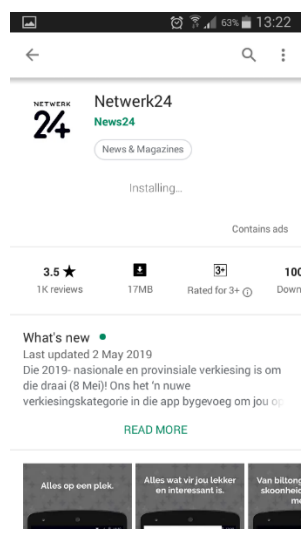 63% 13:22
NETWERK
24
Netwerk24
News24
News & Magazines
Installing...
Contains ads
3.5 ★
1K reviews
17MB
3+
Rated for 3+
100
Down
What's new
Last updated 2 May 2019
Die 2019- nasionale en provinsiale verkiesing is om
die draai (8 Mei)! Ons het 'n nuwe
verkiesingskategorie in die app bygevoeg om jou op
READ MORE
Alles op een plek.
Alles wat vir jou lekker
en interessant is.
Van biltong
skoonheid
me